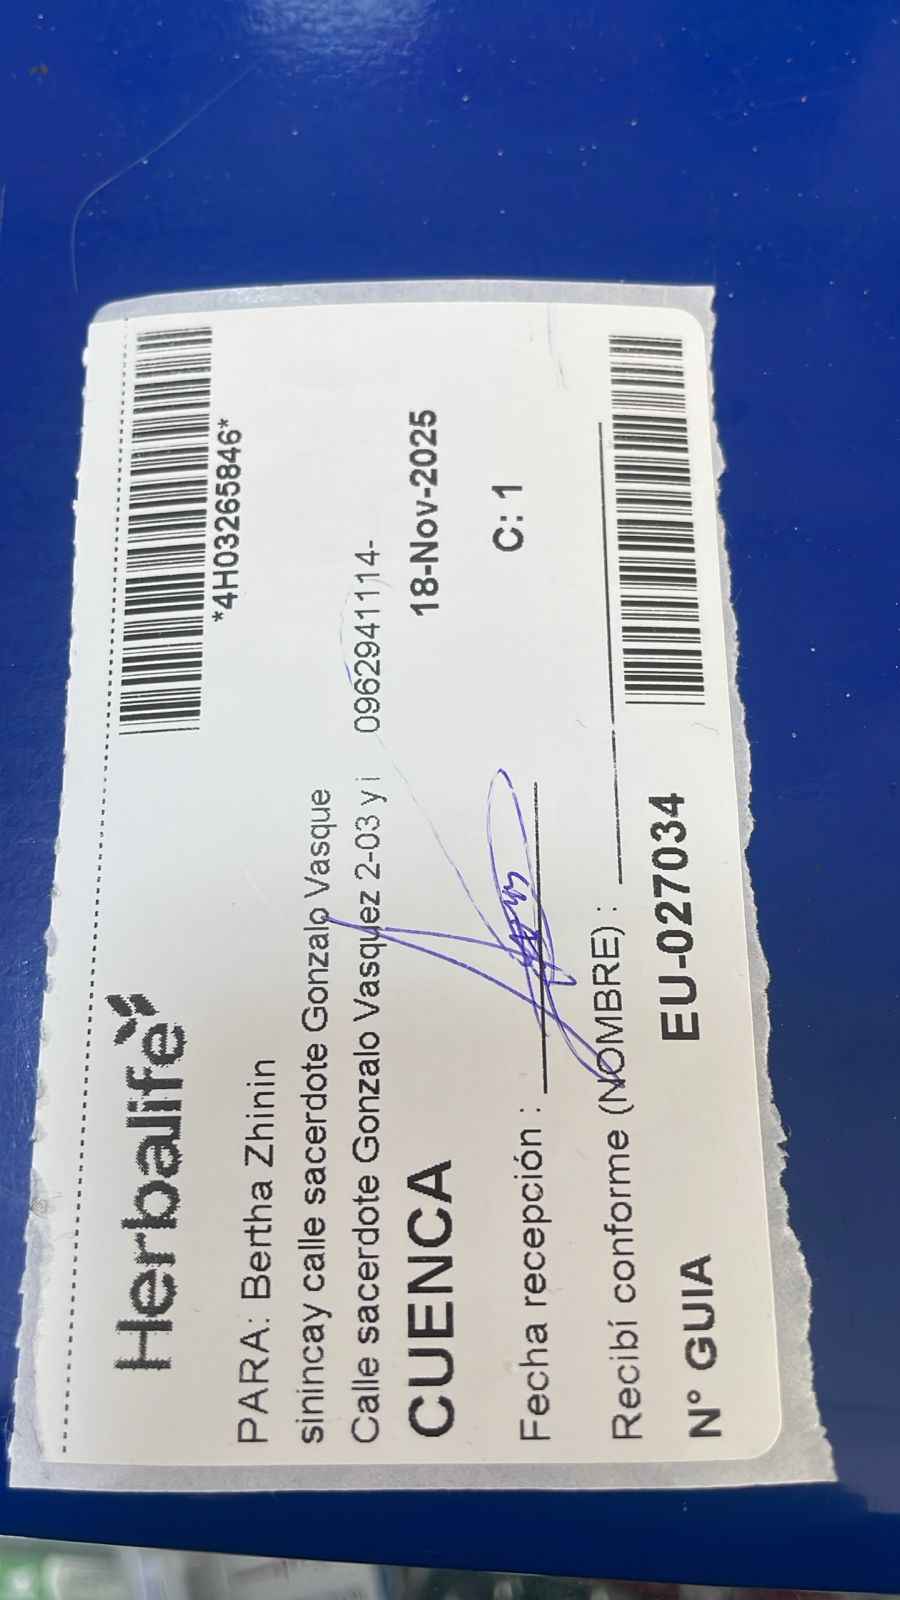 Herbalife
*4H03265846*
PARA: Bertha Zhinin
sinincay calle sacerdote Gonzalo Vasque
Calle sacerdote Gonzalo Vasquez 2-03 y i 0962941114-
CUENCA 18-Nov-2025
Fecha recepción : C: 1
Recibí conforme (NOMBRE) :
N° GUIA EU-027034